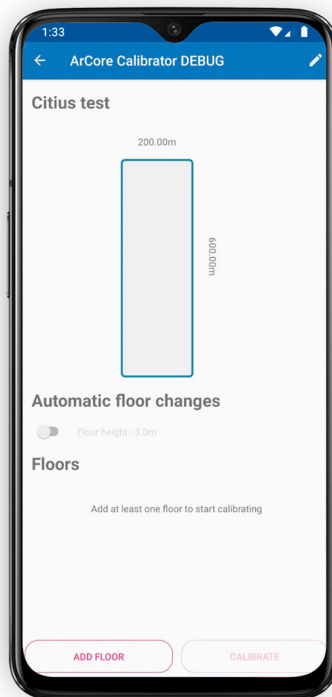 1:33
ArCore Calibrator DEBUG
Citius test
200.00m
600.00m
Automatic floor changes
Floor height : 3.0m
Floors
Add at least one floor to start calibrating
ADD FLOOR
CALIBRATE